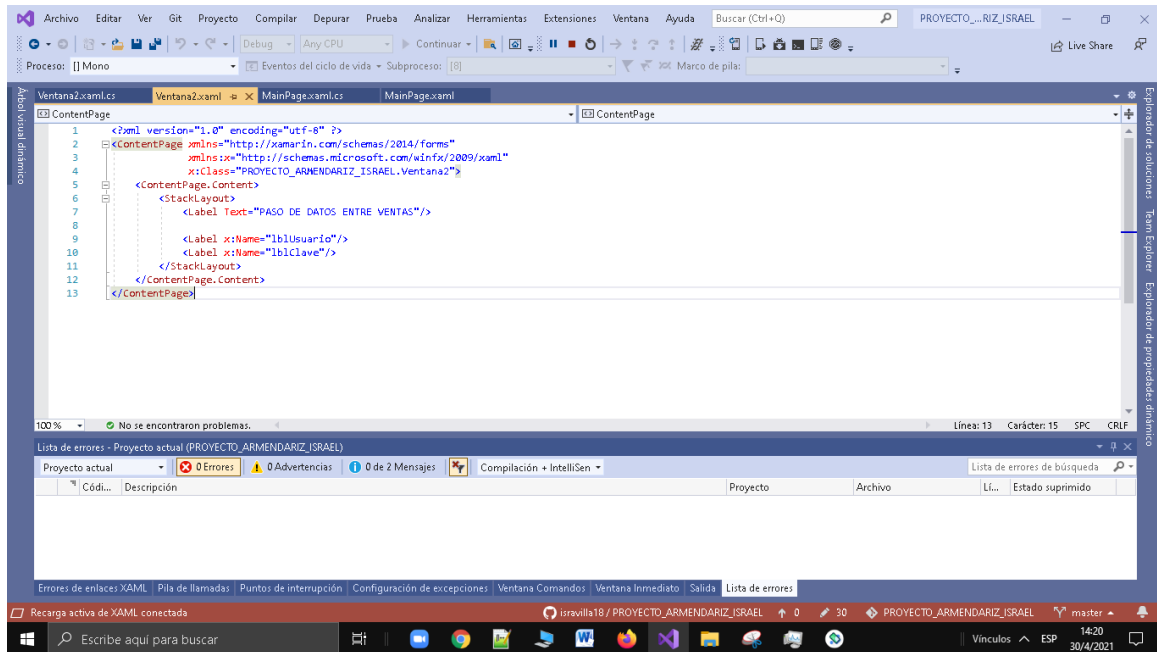 Archivo Editar Ver Git Proyecto Compilar Depurar Prueba Analizar Herramientas Extensiones Ventana Ayuda Buscar (Ctrl+Q) PROYECTO_...RIZ_ISRAEL
Debug Any CPU Continuar Live Share
Proceso: [] Mono Eventos del ciclo de vida Subproceso: [8] Marco de pila:
Árbol visual dinámico
Ventana2.xaml.cs Ventana2.xaml MainPage.xaml.cs MainPage.xaml
ContentPage ContentPage
1 <?xml version="1.0" encoding="utf-8" ?>
2 <ContentPage xmlns="http://xamarin.com/schemas/2014/forms"
3 xmlns:x="http://schemas.microsoft.com/winfx/2009/xaml"
4 x:Class="PROYECTO_ARMENDARIZ_ISRAEL.Ventana2">
5 <ContentPage.Content>
6 <StackLayout>
7 <Label Text="PASO DE DATOS ENTRE VENTAS"/>
8
9 <Label x:Name="lblUsuario"/>
10 <Label x:Name="lblClave"/>
11 </StackLayout>
12 </ContentPage.Content>
13 </ContentPage>
Explorador de soluciones Team Explorer Explorador de propiedades dinámico
100 % No se encontraron problemas. Línea: 13 Carácter: 15 SPC CRLF
Lista de errores - Proyecto actual (PROYECTO_ARMENDARIZ_ISRAEL)
Proyecto actual 0 Errores 0 Advertencias 0 de 2 Mensajes Compilación + IntelliSen Lista de errores de búsqueda
Códi... Descripción Proyecto Archivo Lí... Estado suprimido
Errores de enlaces XAML Pila de llamadas Puntos de interrupción Configuración de excepciones Ventana Comandos Ventana Inmediato Salida Lista de errores
Recarga activa de XAML conectada isravilla18 / PROYECTO_ARMENDARIZ_ISRAEL 0 30 PROYECTO_ARMENDARIZ_ISRAEL master
Escribe aquí para buscar Vínculos ESP 14:20
30/4/2021